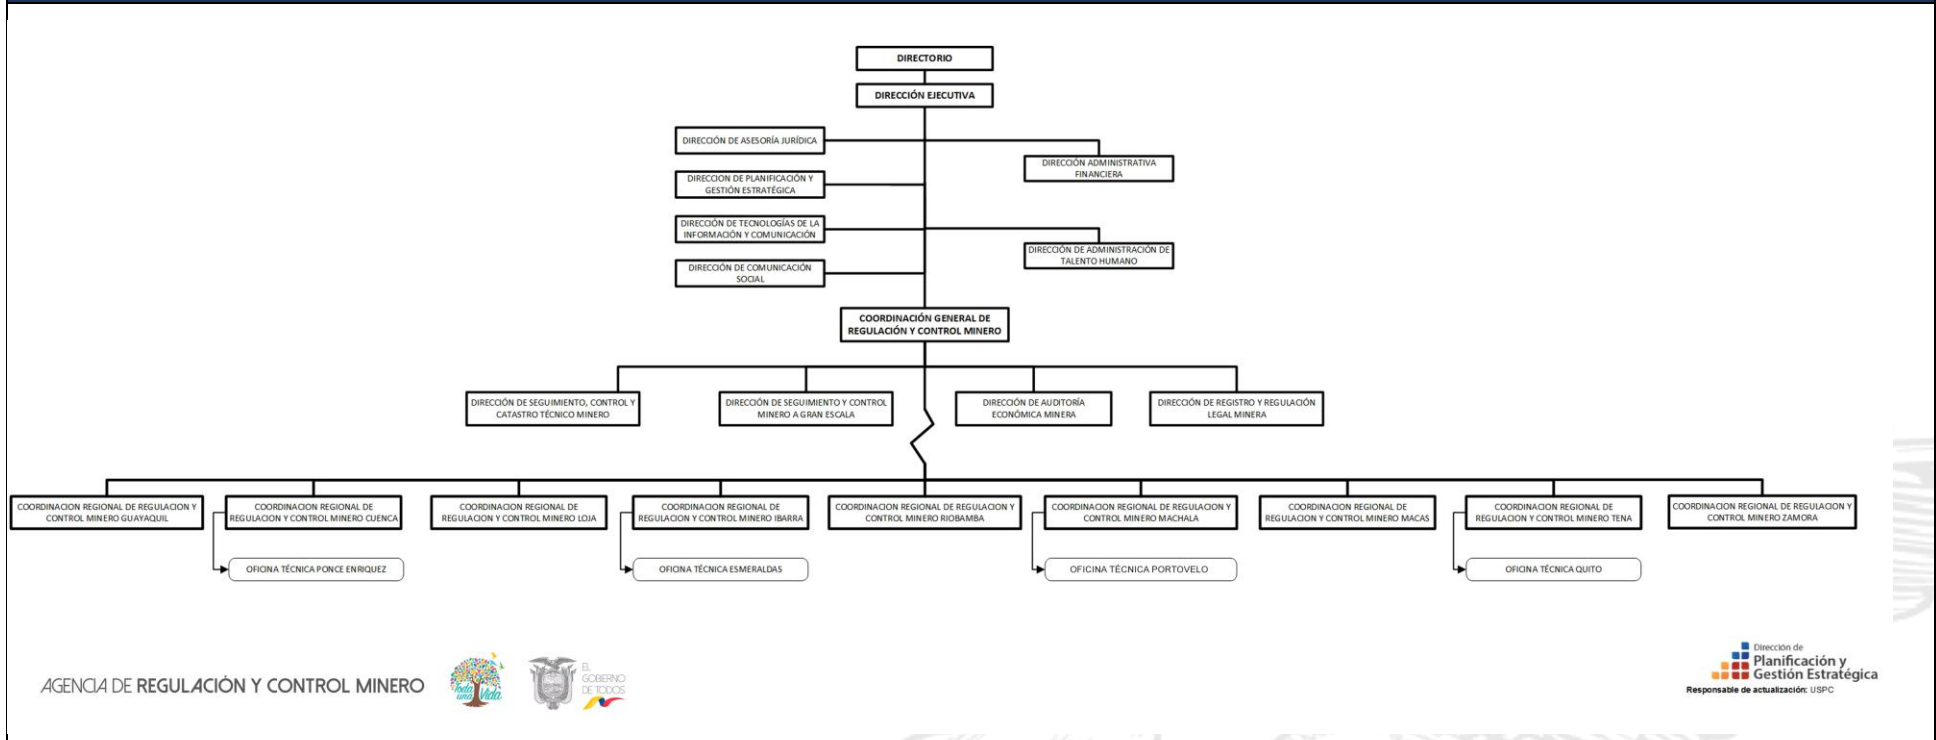 DIRECTORIO
DIRECCIÓN EJECUTIVA
DIRECCIÓN DE ASESORÍA JURÍDICA
DIRECCIÓN ADMINISTRATIVA
FINANCIERA
DIRECCION DE PLANIFICACIÓN Y
GESTIÓN ESTRATÉGICA
DIRECCIÓN DE TECNOLOGÍAS DE LA
INFORMACIÓN Y COMUNICACIÓN
DIRECCIÓN DE ADMINISTRACIÓN DE
TALENTO HUMANO
DIRECCIÓN DE COMUNICACIÓN
SOCIAL
COORDINACIÓN GENERAL DE
REGULACIÓN Y CONTROL MINERO
DIRECCIÓN DE SEGUIMIENTO, CONTROL Y
CATASTRO TÉCNICO MINERO
DIRECCIÓN DE SEGUIMIENTO Y CONTROL
MINERO A GRAN ESCALA
DIRECCIÓN DE AUDITORÍA
ECONÓMICA MINERA
DIRECCIÓN DE REGISTRO Y REGULACIÓN
LEGAL MINERA
COORDINACION REGIONAL DE REGULACION Y
CONTROL MINERO GUAYAQUIL
COORDINACION REGIONAL DE
REGULACION Y CONTROL MINERO CUENCA
COORDINACION REGIONAL DE
REGULACION Y CONTROL MINERO LOJA
COORDINACION REGIONAL DE
REGULACION Y CONTROL MINERO IBARRA
COORDINACION REGIONAL DE REGULACION Y
CONTROL MINERO RIOBAMBA
COORDINACION REGIONAL DE REGULACION Y
CONTROL MINERO MACHALA
COORDINACION REGIONAL DE
REGULACION Y CONTROL MINERO MACAS
COORDINACION REGIONAL DE
REGULACION Y CONTROL MINERO TENA
COORDINACION REGIONAL DE REGULACION Y
CONTROL MINERO ZAMORA
OFICINA TÉCNICA PONCE ENRIQUEZ
OFICINA TÉCNICA ESMERALDAS
OFICINA TÉCNICA PORTOVELO
OFICINA TÉCNICA QUITO
AGENCIA DE REGULACIÓN Y CONTROL MINERO
Toda
una Vida
EL
GOBIERNO
DE TODOS
Dirección de
Planificación y
Gestión Estratégica
Responsable de actualización: USPC